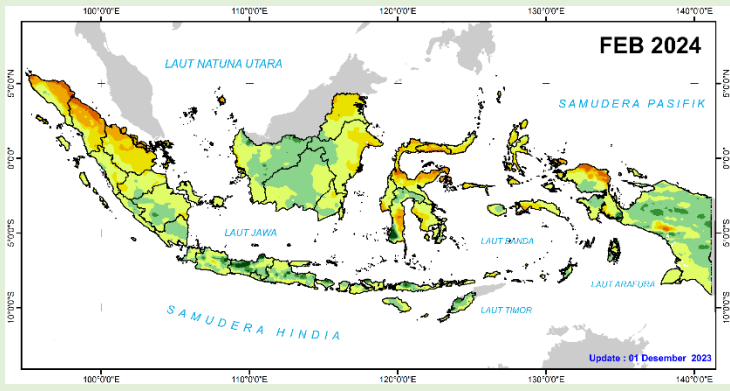 100°0'0"E 110°0'0"E 120°0'0"E 130°0'0"E 140°0'0"E
FEB 2024
LAUT NATUNA UTARA
5°0'0"N
5°0'0"N
SAMUDERA PASIFIK
0°0'0"
0°0'0"
LAUT JAWA
LAUT BANDA
5°0'0"S
5°0'0"S
LAUT ARAFURA
SAMUDERA HINDIA
LAUT TIMOR
10°0'0"S
10°0'0"S
Update : 01 Desember 2023
100°0'0"E 110°0'0"E 120°0'0"E 130°0'0"E 140°0'0"E